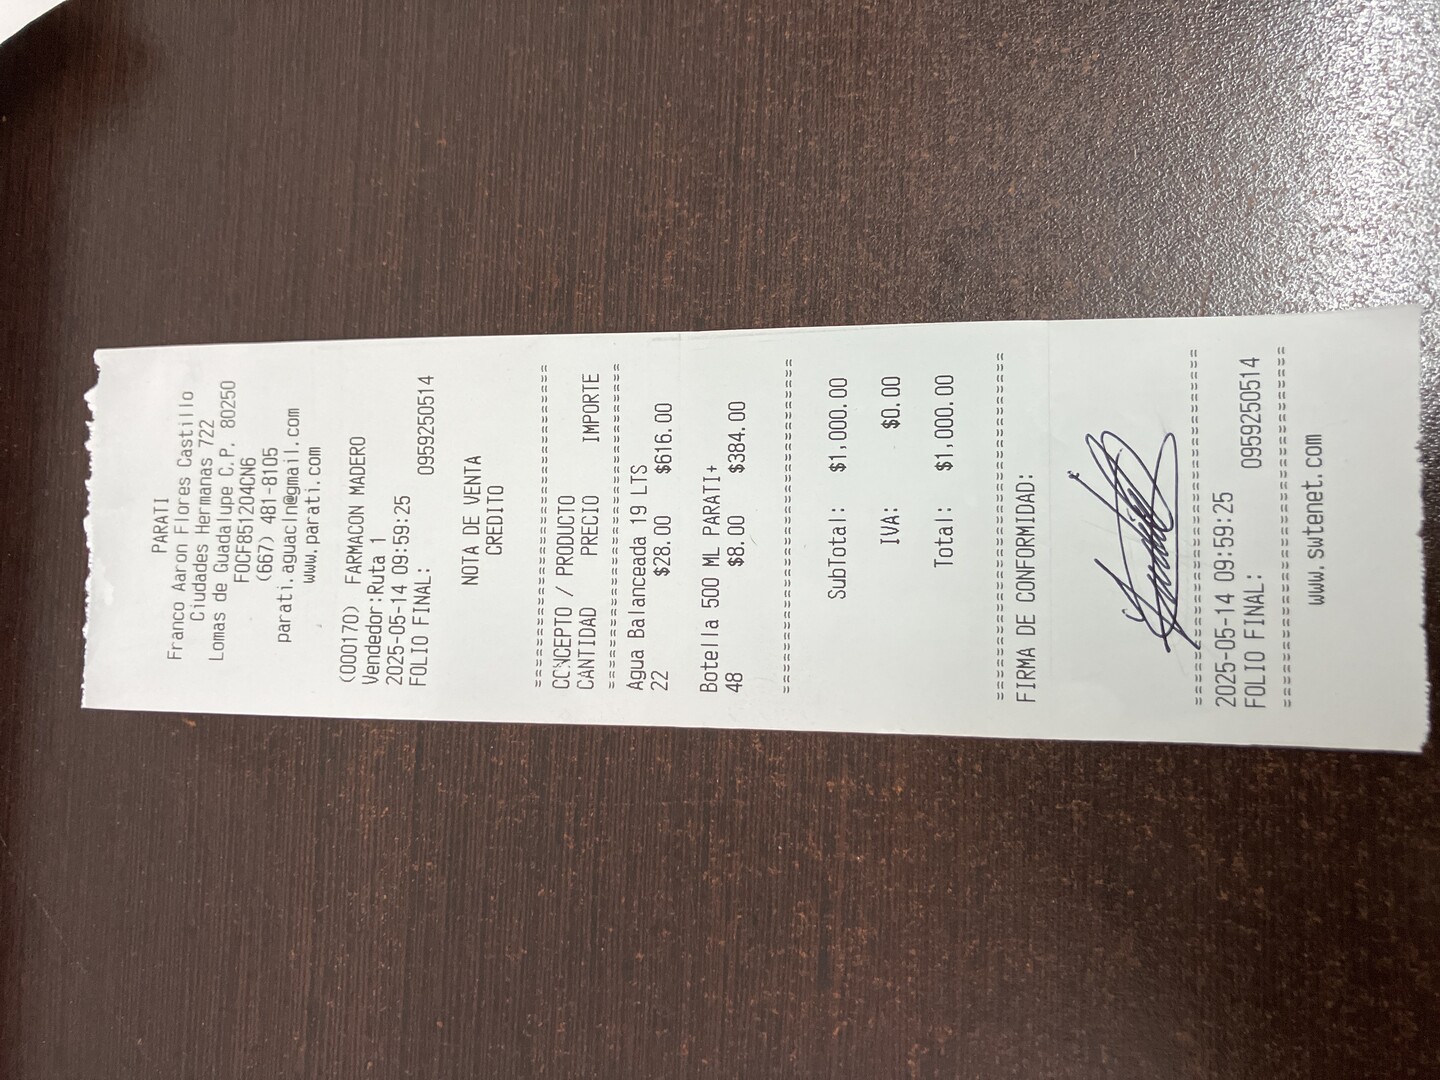 PARATI
Franco Aaron Flores Castillo
Ciudades Hermanas 722
Lomas de Guadalupe C.P. 80250
FOCF851204CN6
(667) 481-8105
parati.aguacln@gmail.com
www.parati.com
(000170) FARMACON MADERO
Vendedor:Ruta 1
2025-05-14 09:59:25
FOLIO FINAL: 0959250514
NOTA DE VENTA
CREDITO
===================================
CONCEPTO / PRODUCTO
CANTIDAD PRECIO IMPORTE
===================================
Agua Balanceada 19 LTS
22 $28.00 $616.00
Botella 500 ML PARATI+
48 $8.00 $384.00
===================================
SubTotal: $1,000.00
IVA: $0.00
Total: $1,000.00
===================================
FIRMA DE CONFORMIDAD:
===================================
2025-05-14 09:59:25
FOLIO FINAL: 0959250514
===================================
www.swtenet.com